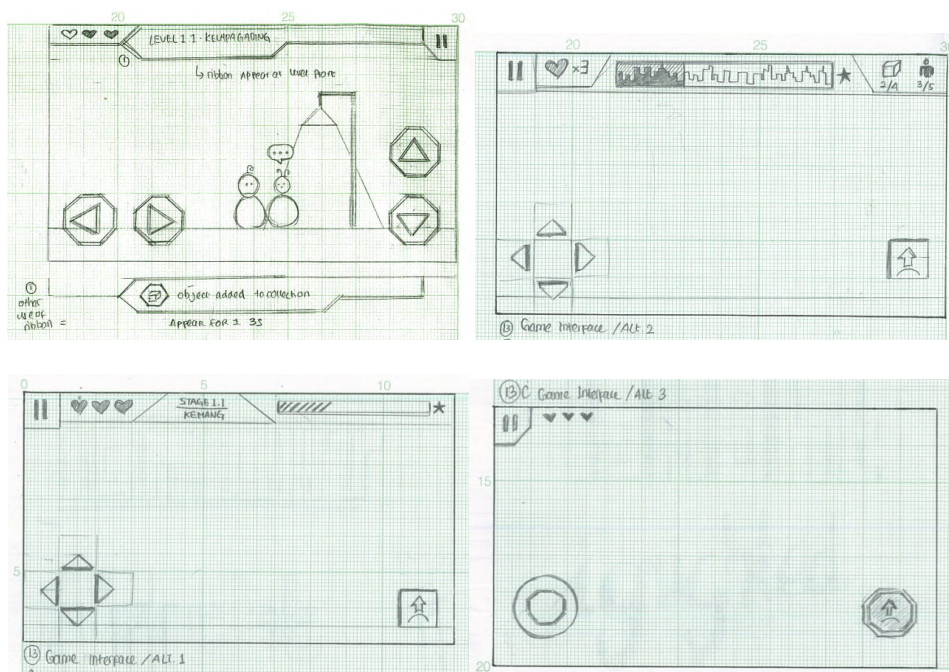 20
25
30
LEVEL 1 1 · KELAPAGADING
①
↳ ribbon appear at level start
①
other
use of
ribbon =
object added to collection
APPEAR FOR ± 3S
20
25
×3
2/4
3/5
⑬ Game Interface / Alt. 2
0
5
10
STAGE 1.1
KEMANG
5
⑬ Game Interface / ALT. 1
⑬C Game Interface / Alt 3
15
20